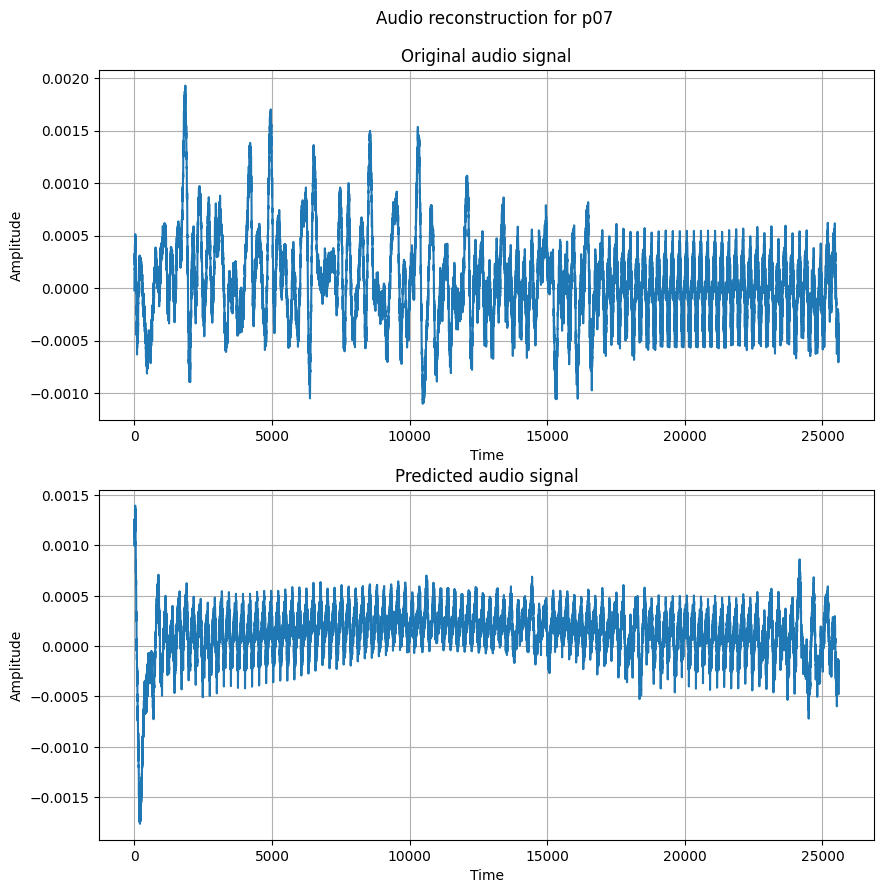 Audio reconstruction for p07
Original audio signal
0.0020
0.0015
0.0010
0.0005
0.0000
−0.0005
−0.0010
Amplitude
0 5000 10000 15000 20000 25000
Time
Predicted audio signal
0.0015
0.0010
0.0005
0.0000
−0.0005
−0.0010
−0.0015
Amplitude
0 5000 10000 15000 20000 25000
Time